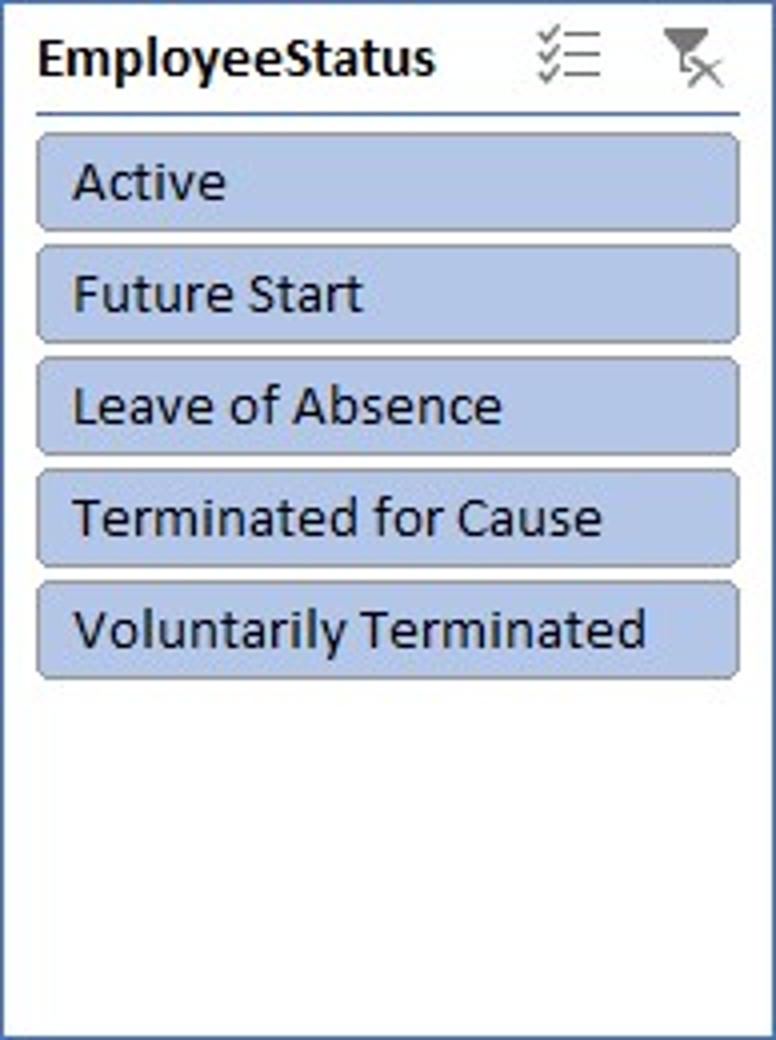 EmployeeStatus
Active
Future Start
Leave of Absence
Terminated for Cause
Voluntarily Terminated